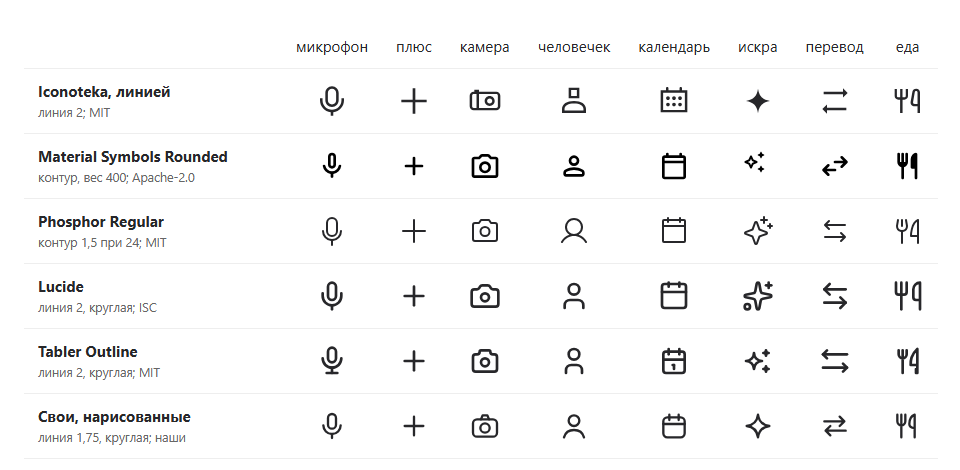 микрофон плюс камера человечек календарь искра перевод еда
Iconoteka, линией
линия 2; MIT
Material Symbols Rounded
контур, вес 400; Apache-2.0
Phosphor Regular
контур 1,5 при 24; MIT
Lucide
линия 2, круглая; ISC
Tabler Outline
линия 2, круглая; MIT
1
Свои, нарисованные
линия 1,75, круглая; наши